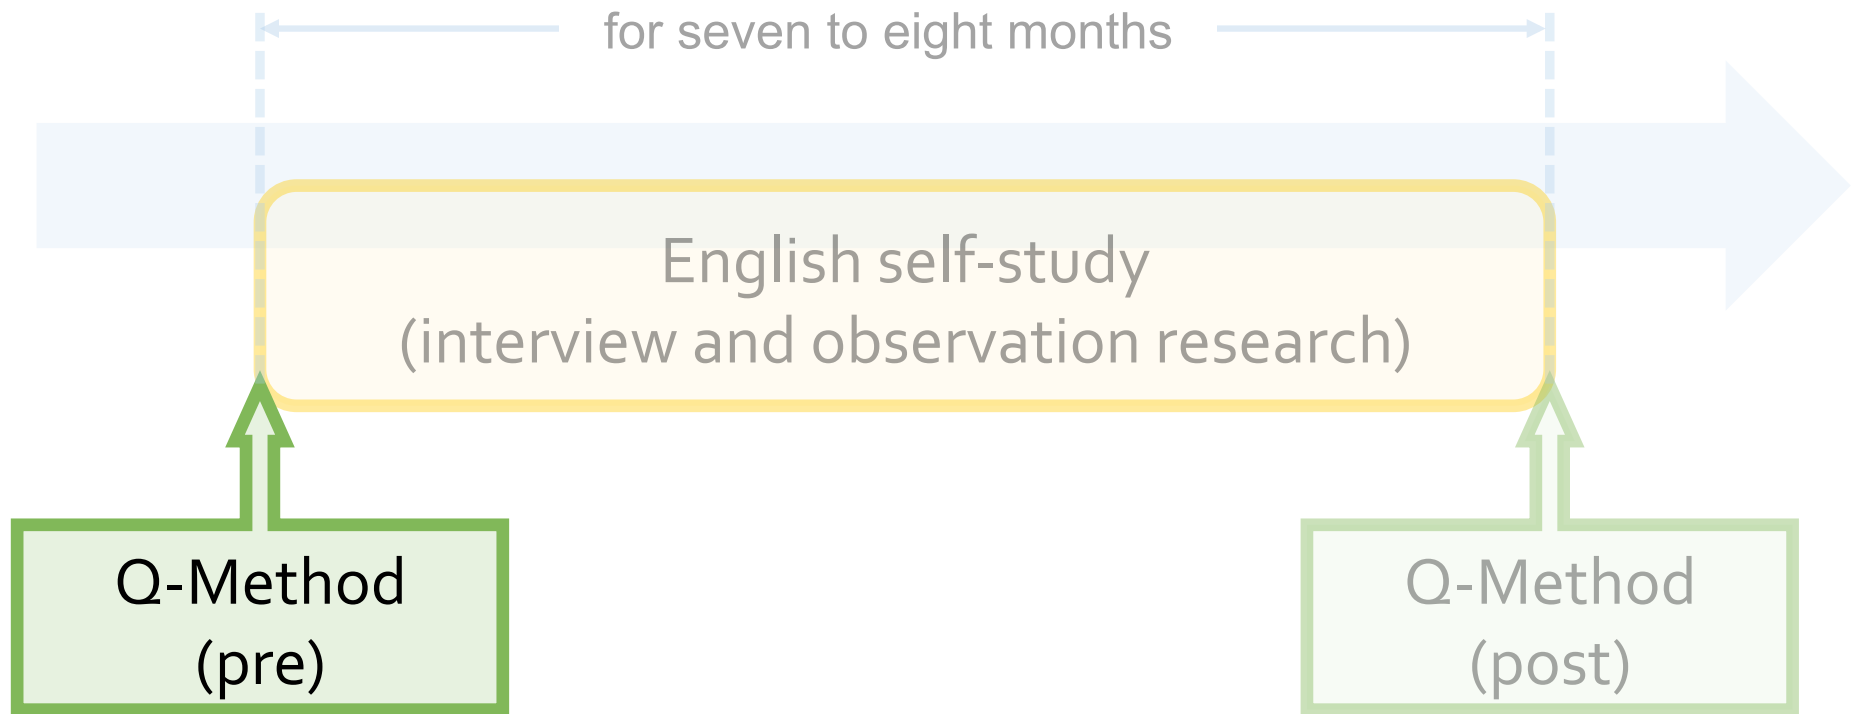 for seven to eight months
English self-study
(interview and observation research)
Q-Method
(pre)
Q-Method
(post)